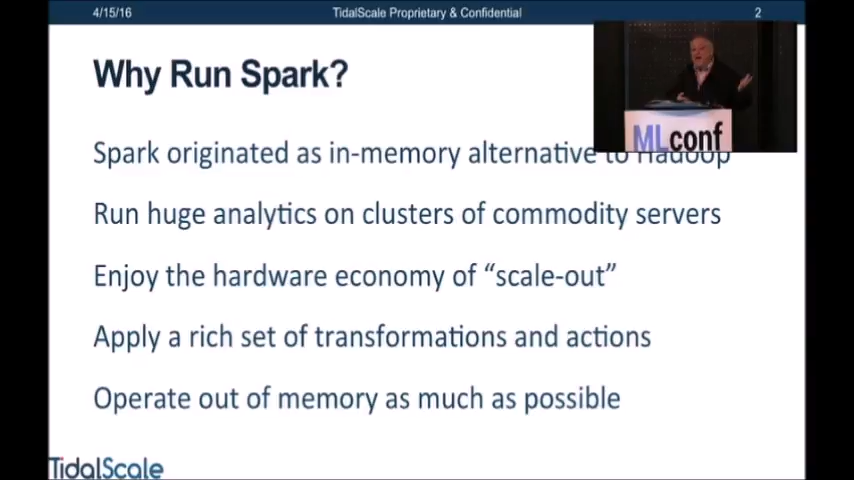 4/15/16 TidalScale Proprietary & Confidential 2
Why Run Spark?
MLconf
Spark originated as in-memory alternative to Hadoop
Run huge analytics on clusters of commodity servers
Enjoy the hardware economy of “scale-out”
Apply a rich set of transformations and actions
Operate out of memory as much as possible
TidalScale